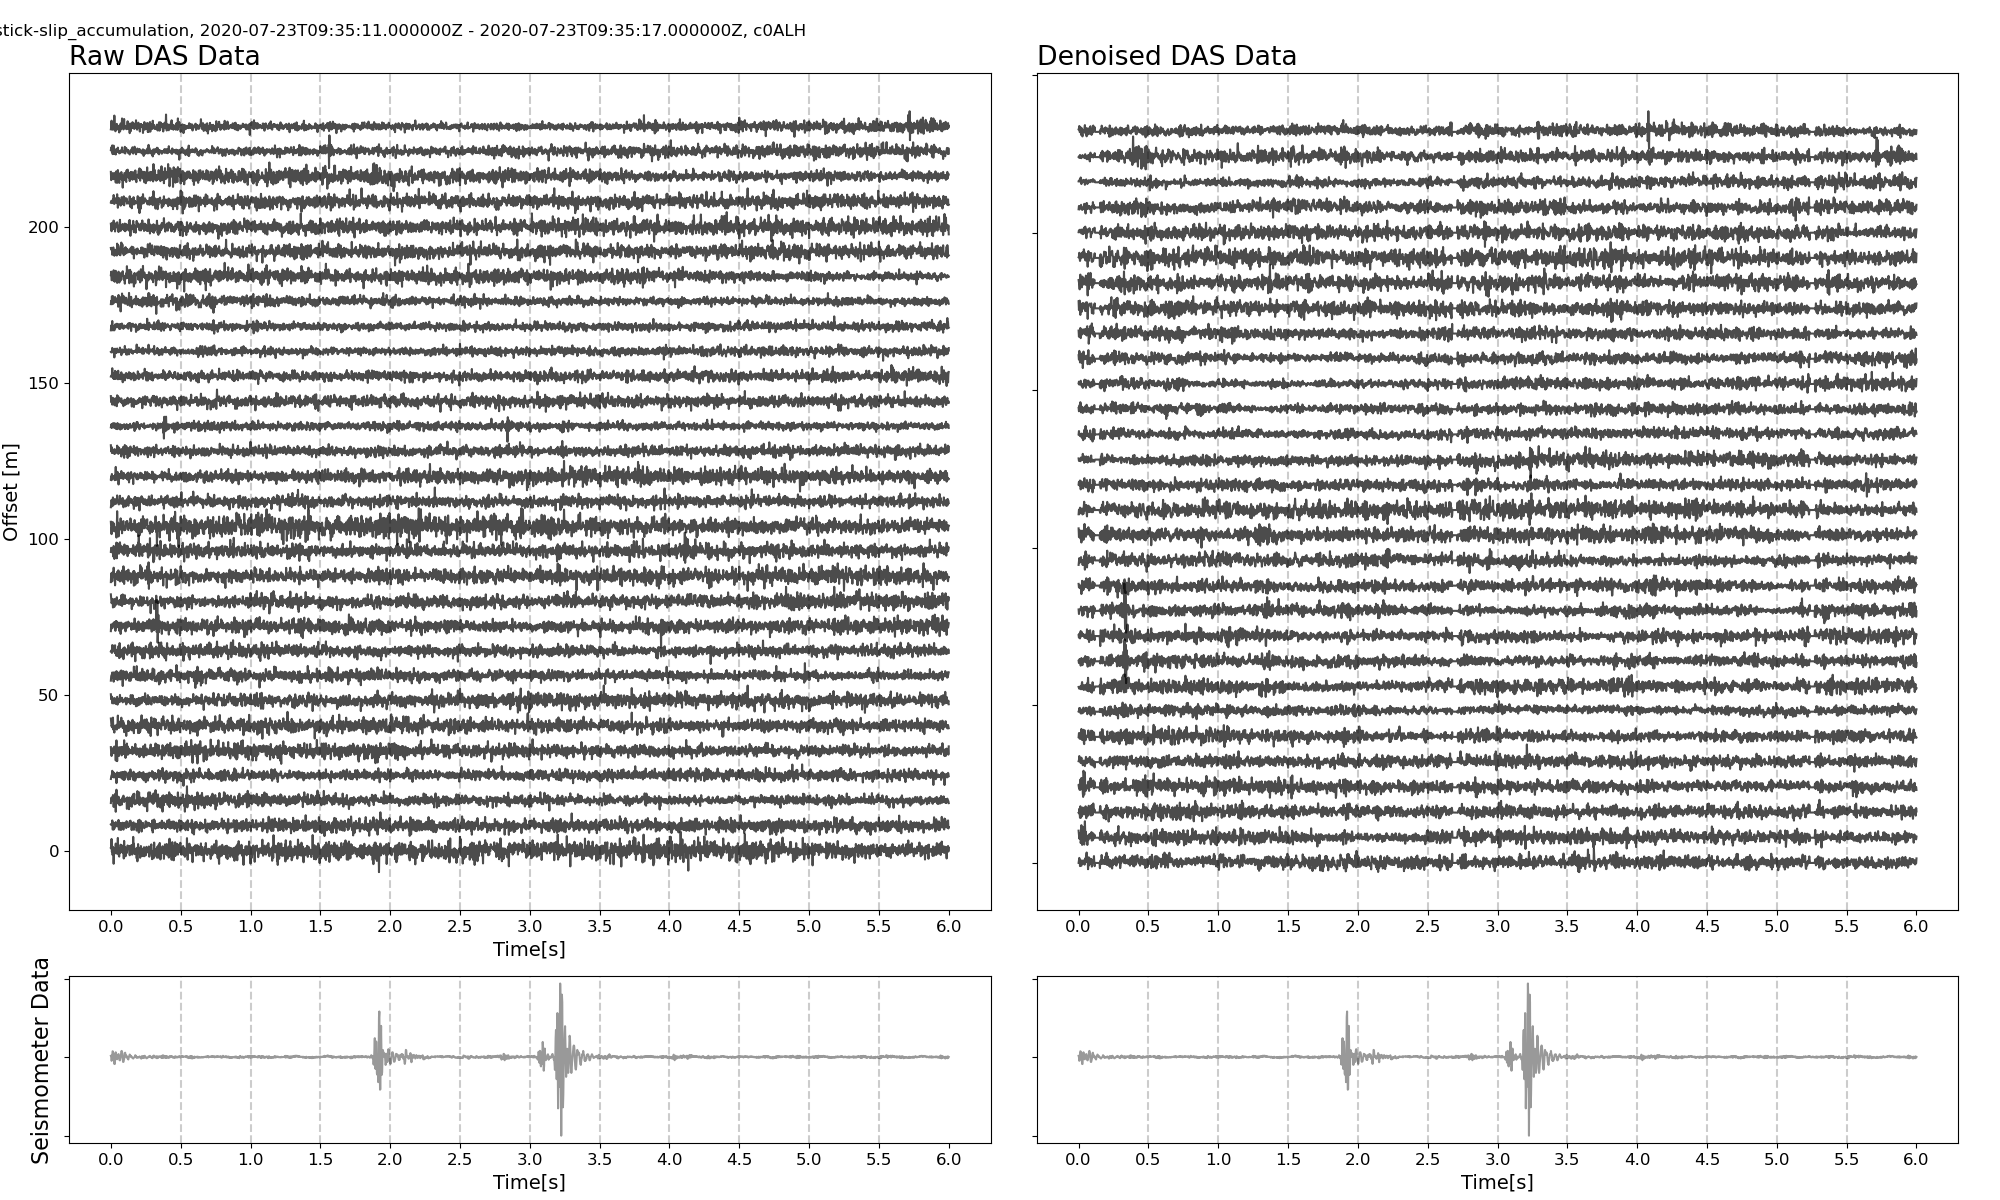 stick-slip_accumulation, 2020-07-23T09:35:11.000000Z - 2020-07-23T09:35:17.000000Z, c0ALH
Raw DAS Data
Denoised DAS Data
Offset [m]
200
150
100
50
0
0.0 0.5 1.0 1.5 2.0 2.5 3.0 3.5 4.0 4.5 5.0 5.5 6.0
Time[s]
0.0 0.5 1.0 1.5 2.0 2.5 3.0 3.5 4.0 4.5 5.0 5.5 6.0
Seismometer Data
0.0 0.5 1.0 1.5 2.0 2.5 3.0 3.5 4.0 4.5 5.0 5.5 6.0
Time[s]
0.0 0.5 1.0 1.5 2.0 2.5 3.0 3.5 4.0 4.5 5.0 5.5 6.0
Time[s]